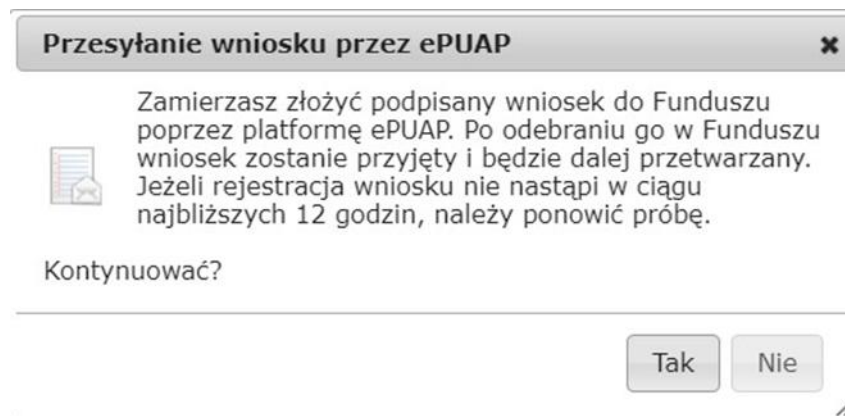 Przesyłanie wniosku przez ePUAP
Zamierzasz złożyć podpisany wniosek do Funduszu
poprzez platformę ePUAP. Po odebraniu go w Funduszu
wniosek zostanie przyjęty i będzie dalej przetwarzany.
Jeżeli rejestracja wniosku nie nastąpi w ciągu
najbliższych 12 godzin, należy ponowić próbę.
Kontynuować?
Tak Nie